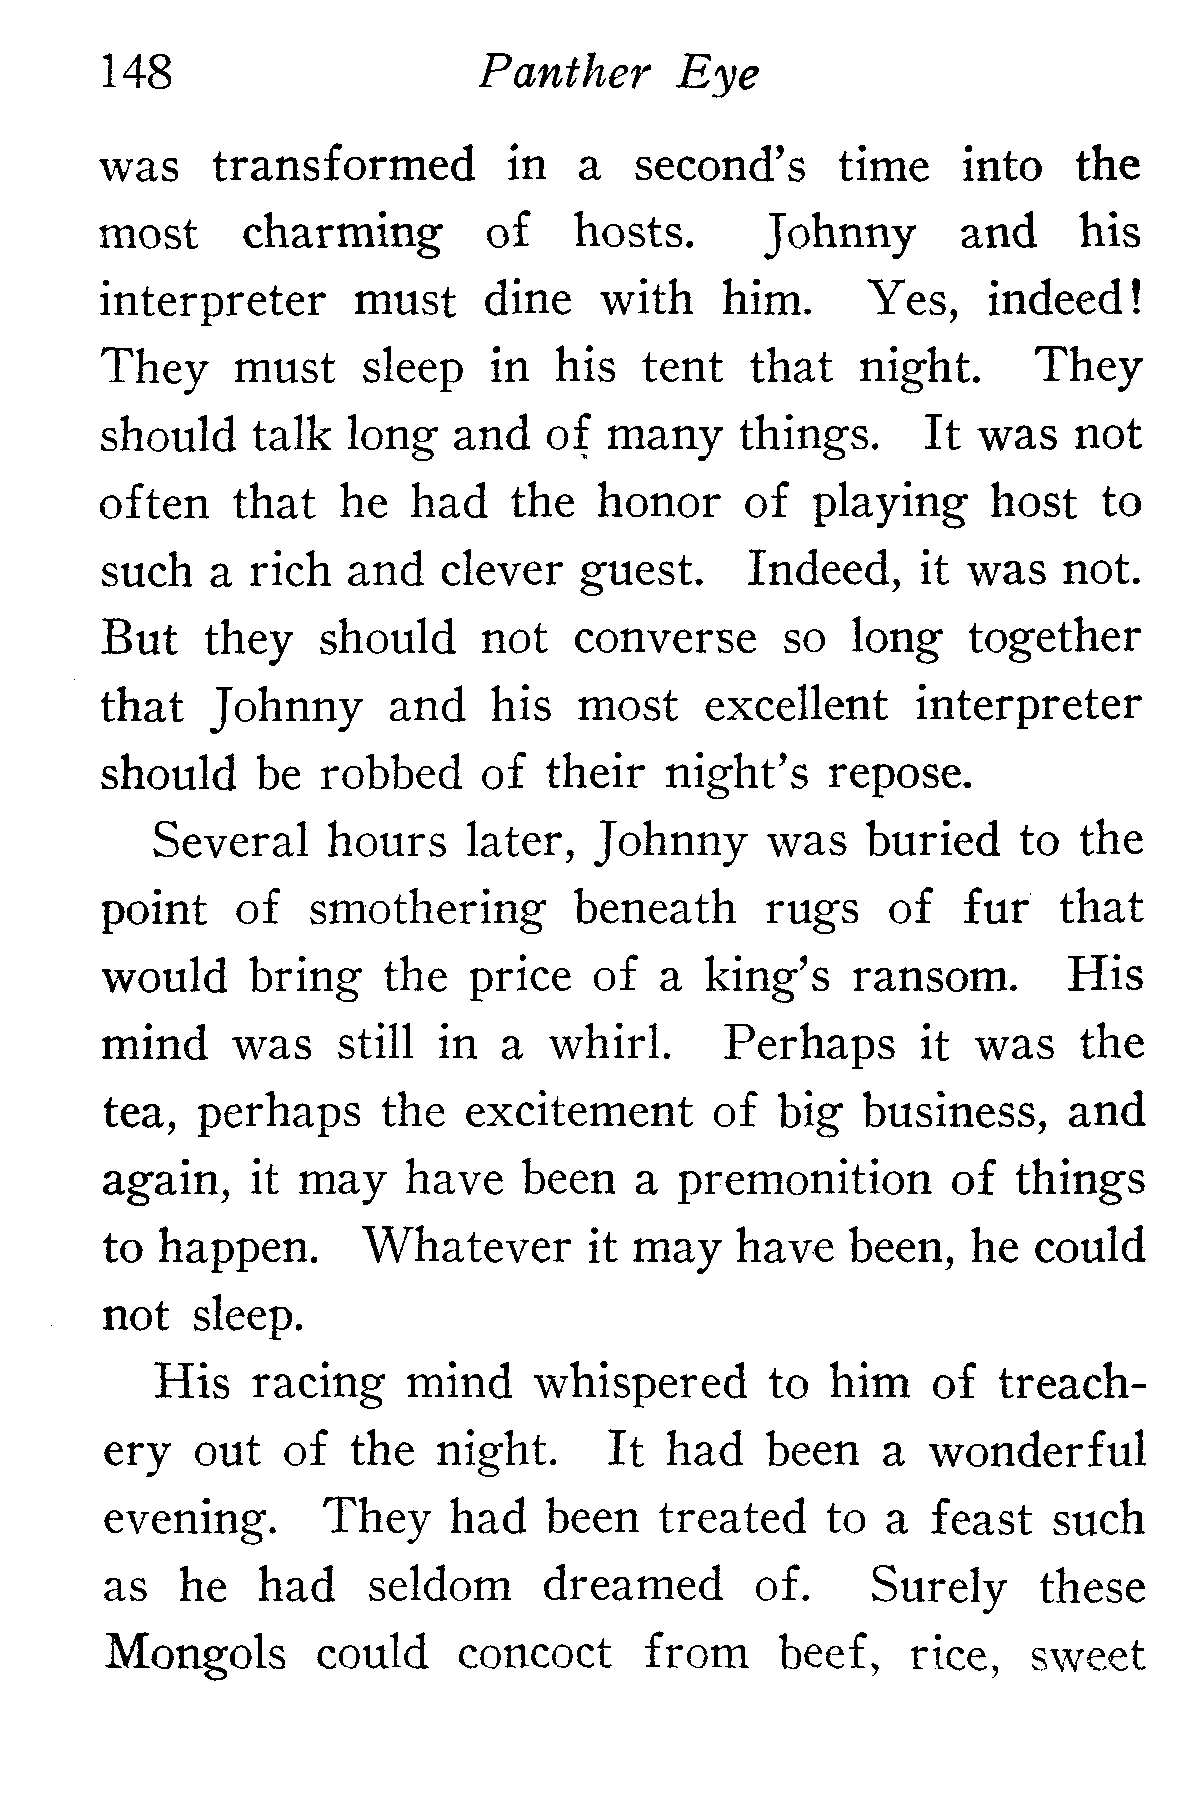 148 Panther Eye
was transformed in a second's time into the
most charming of hosts. Johnny and his
interpreter must dine with him. Yes, indeed!
They must sleep in his tent that night. They
should talk long and of many things. It was not
often that he had the honor of playing host to
such a rich and clever guest. Indeed, it was not.
But they should not converse so long together
that Johnny and his most excellent interpreter
should be robbed of their night's repose.
Several hours later, Johnny was buried to the
point of smothering beneath rugs of fur that
would bring the price of a king's ransom. His
mind was still in a whirl. Perhaps it was the
tea, perhaps the excitement of big business, and
again, it may have been a premonition of things
to happen. Whatever it may have been, he could
not sleep.
His racing mind whispered to him of treach-
ery out of the night. It had been a wonderful
evening. They had been treated to a feast such
as he had seldom dreamed of. Surely these
Mongols could concoct from beef, rice, sweet